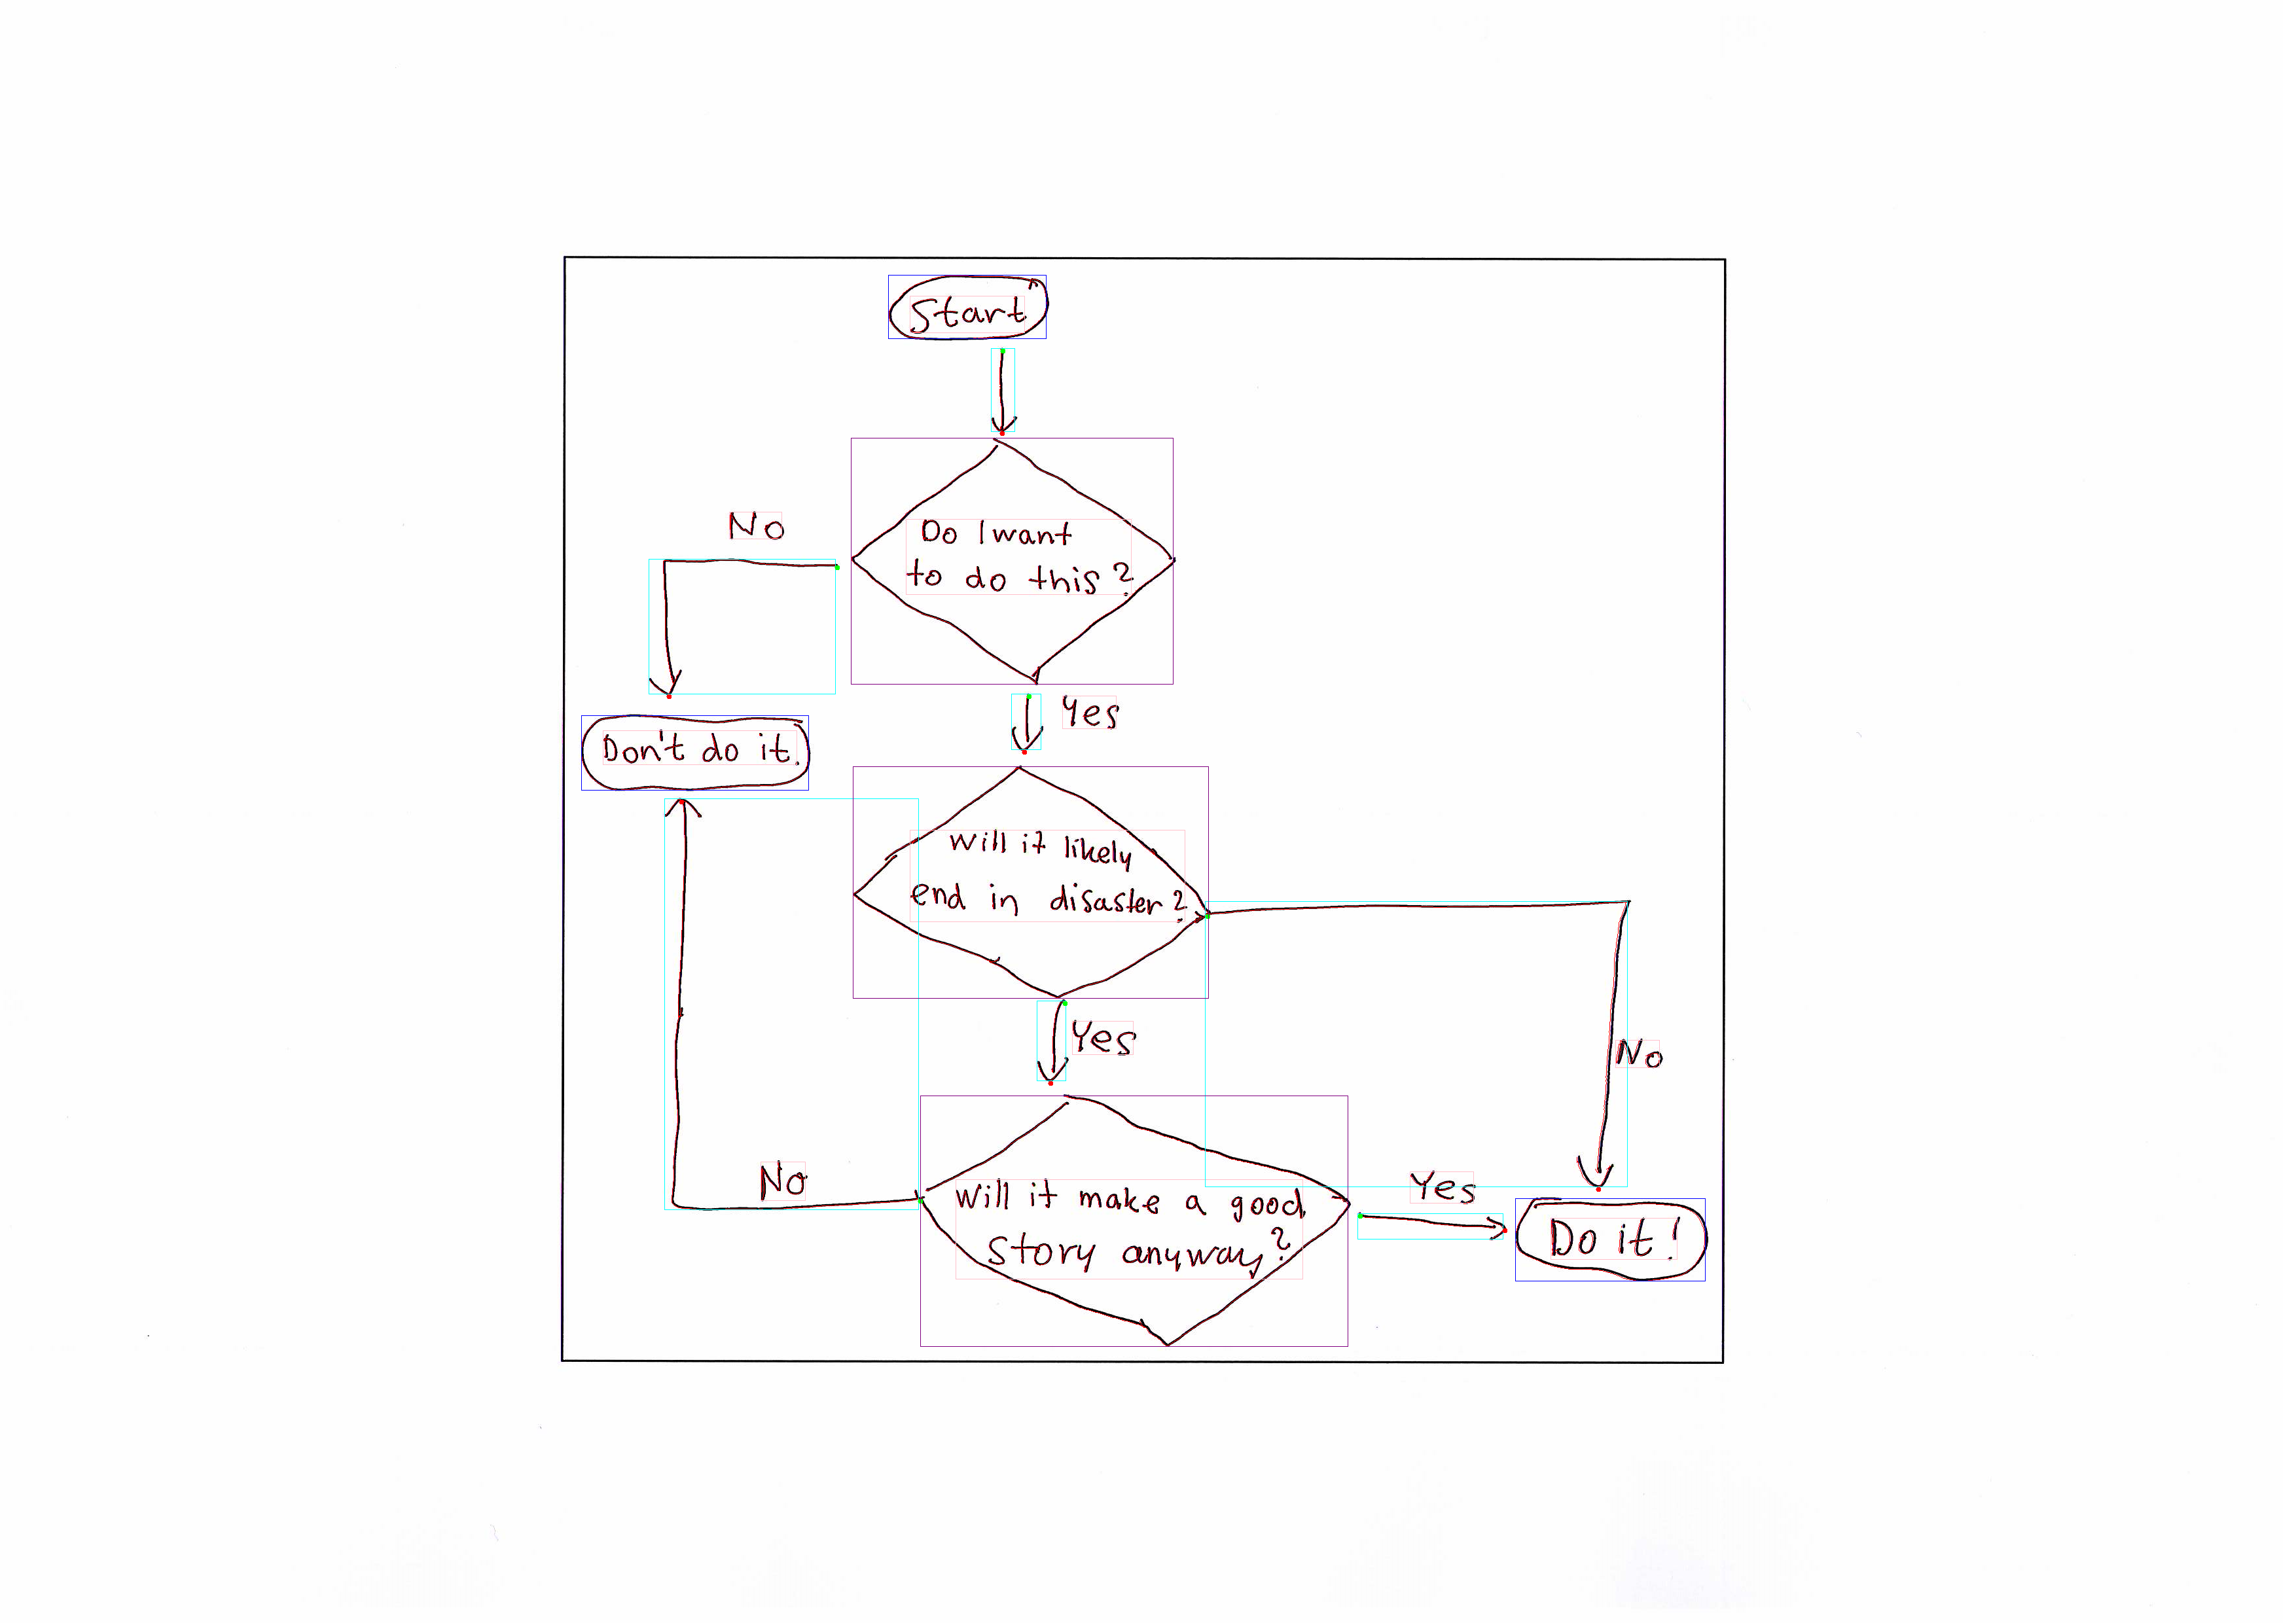 Start
No
Do I want
to do this?
Yes
Don't do it.
Will it likely
end in disaster?
Yes
No
No
Will it make a good
story anyway?
Yes
Do it!